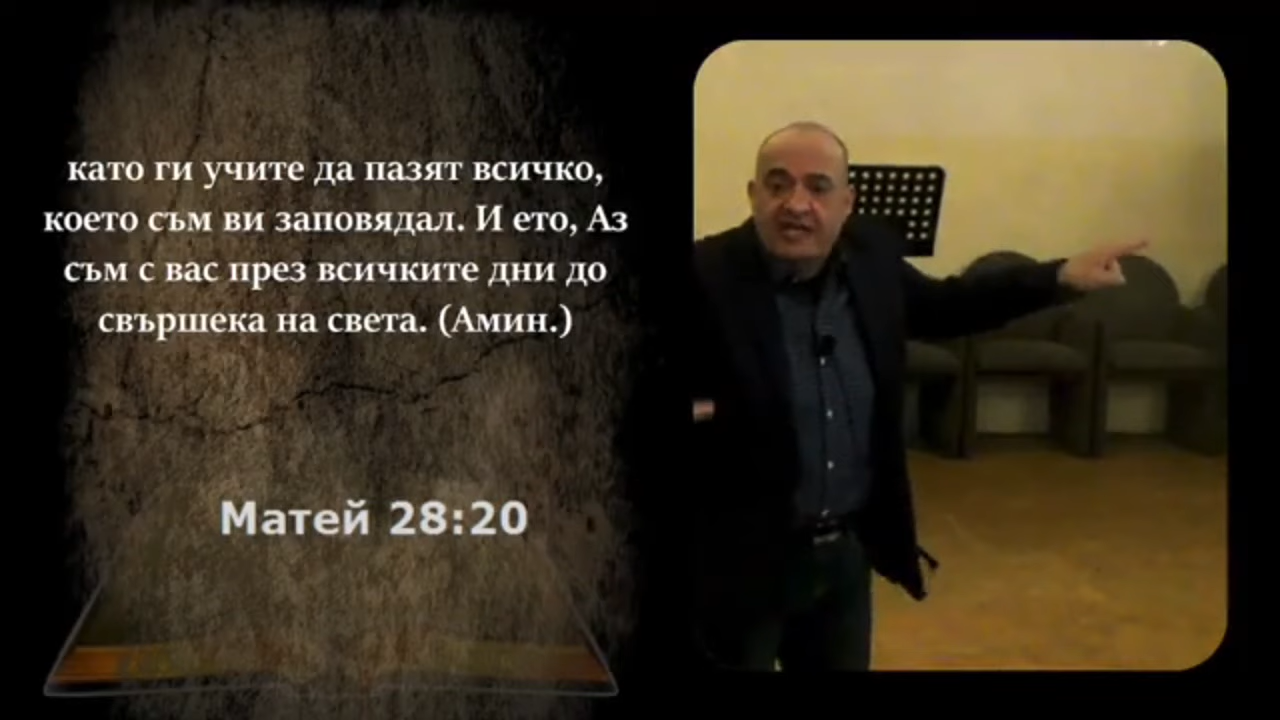 като ги учите да пазят всичко,
което съм ви заповядал. И ето, Аз
съм с вас през всичките дни до
свършека на света. (Амин.)
Матей 28:20